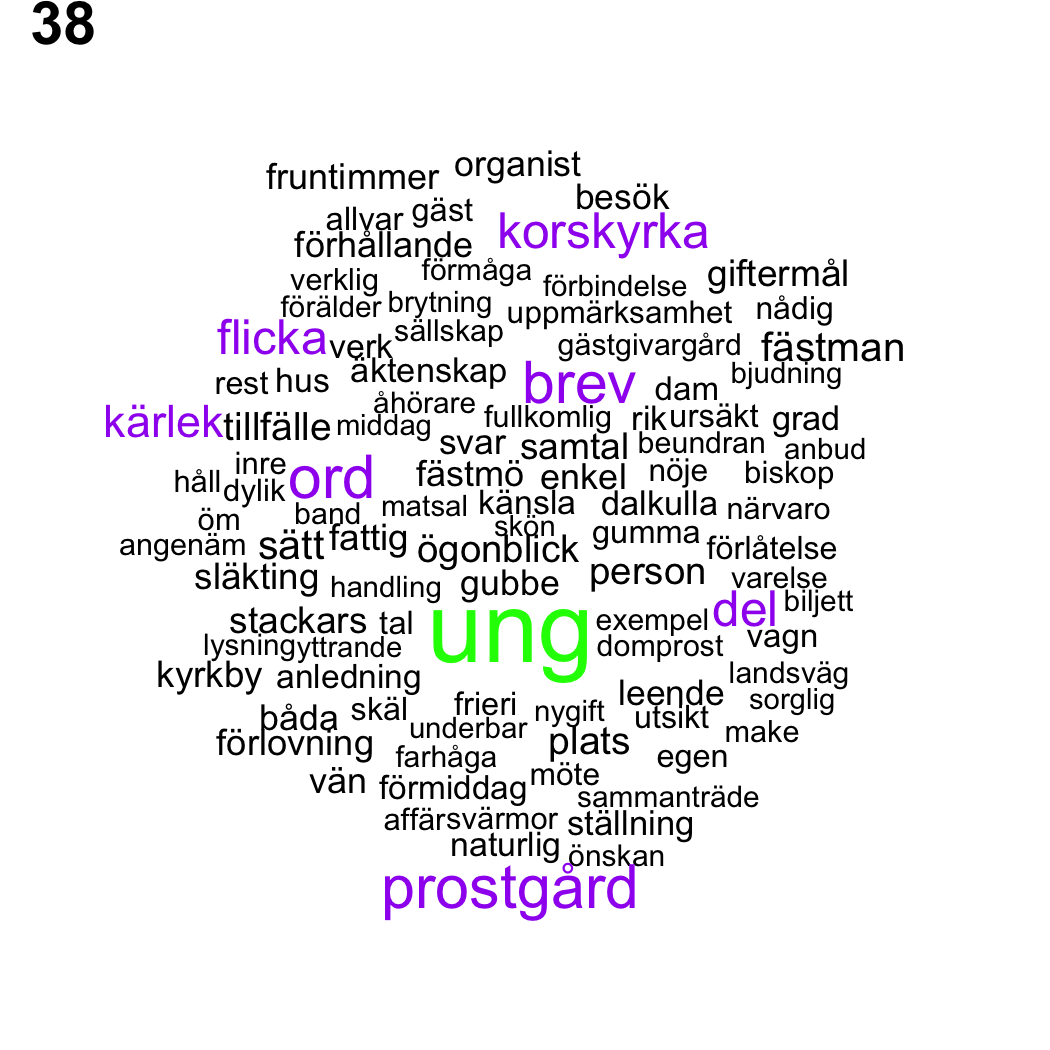 38
fruntimmer organist
besök
allvar gäst
korskyrka
förhållande
verklig förmåga förbindelse giftermål
förälder brytning uppmärksamhet nådig
flicka verk sällskap gästgivargård fästman
rest hus äktenskap brev dam bjudning
kärlek tillfälle middag åhörare fullkomlig rik ursäkt grad
svar samtal beundran anbud
håll inre ord fästmö enkel nöje biskop
dylik
öm band matsal känsla dalkulla närvaro
skön
angenäm sätt fattig ögonblick gumma förlåtelse
släkting handling gubbe person varelse
stackars tal ung exempel del biljett
lysning yttrande domprost vagn
kyrkby anledning landsväg
båda skäl frieri nygift leende sorglig
underbar utsikt
förlovning farhåga plats egen make
vän förmiddag möte sammanträde
affär svärmor ställning
naturlig önskan
prostgård